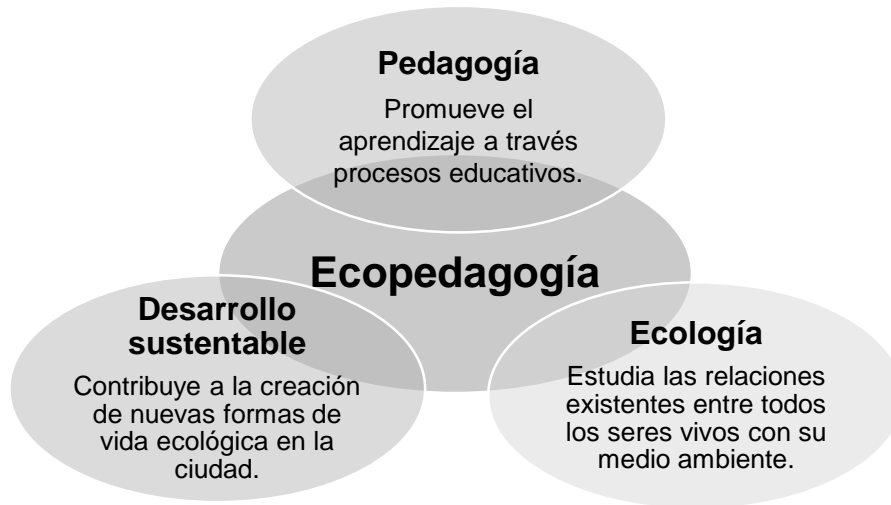 Pedagogía
Promueve el
aprendizaje a través
procesos educativos.
Ecopedagogía
Desarrollo
sustentable
Contribuye a la creación
de nuevas formas de
vida ecológica en la
ciudad.
Ecología
Estudia las relaciones
existentes entre todos
los seres vivos con su
medio ambiente.